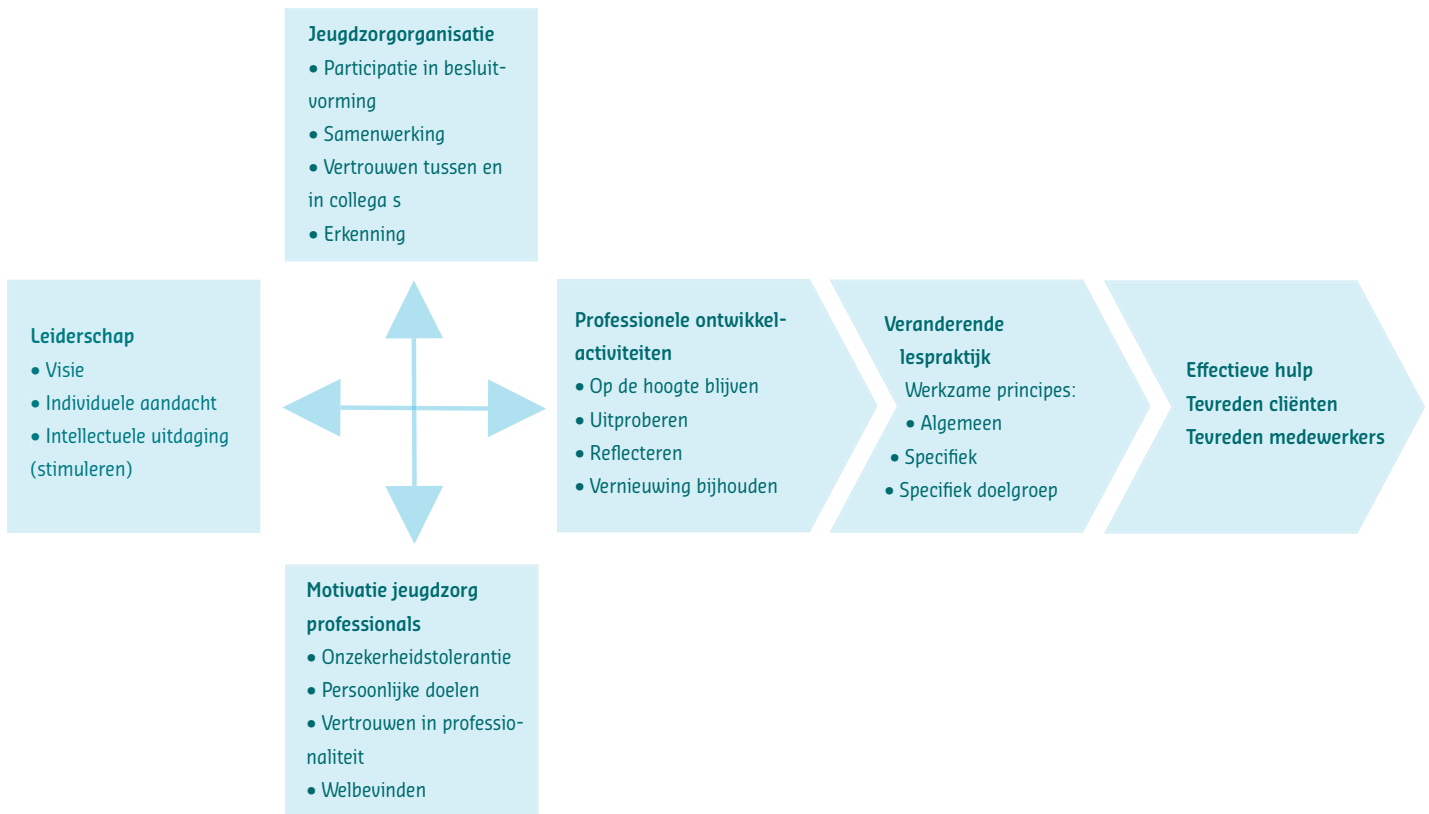 Jeugdzorgorganisatie
• Participatie in besluit-
vorming
• Samenwerking
• Vertrouwen tussen en
in collega s
• Erkenning
Leiderschap
• Visie
• Individuele aandacht
• Intellectuele uitdaging
(stimuleren)
Professionele ontwikkel-
activiteiten
• Op de hoogte blijven
• Uitproberen
• Reflecteren
• Vernieuwing bijhouden
Veranderende
lespraktijk
Werkzame principes:
• Algemeen
• Specifiek
• Specifiek doelgroep
Effectieve hulp
Tevreden cliënten
Tevreden medewerkers
Motivatie jeugdzorg
professionals
• Onzekerheidstolerantie
• Persoonlijke doelen
• Vertrouwen in professio-
naliteit
• Welbevinden